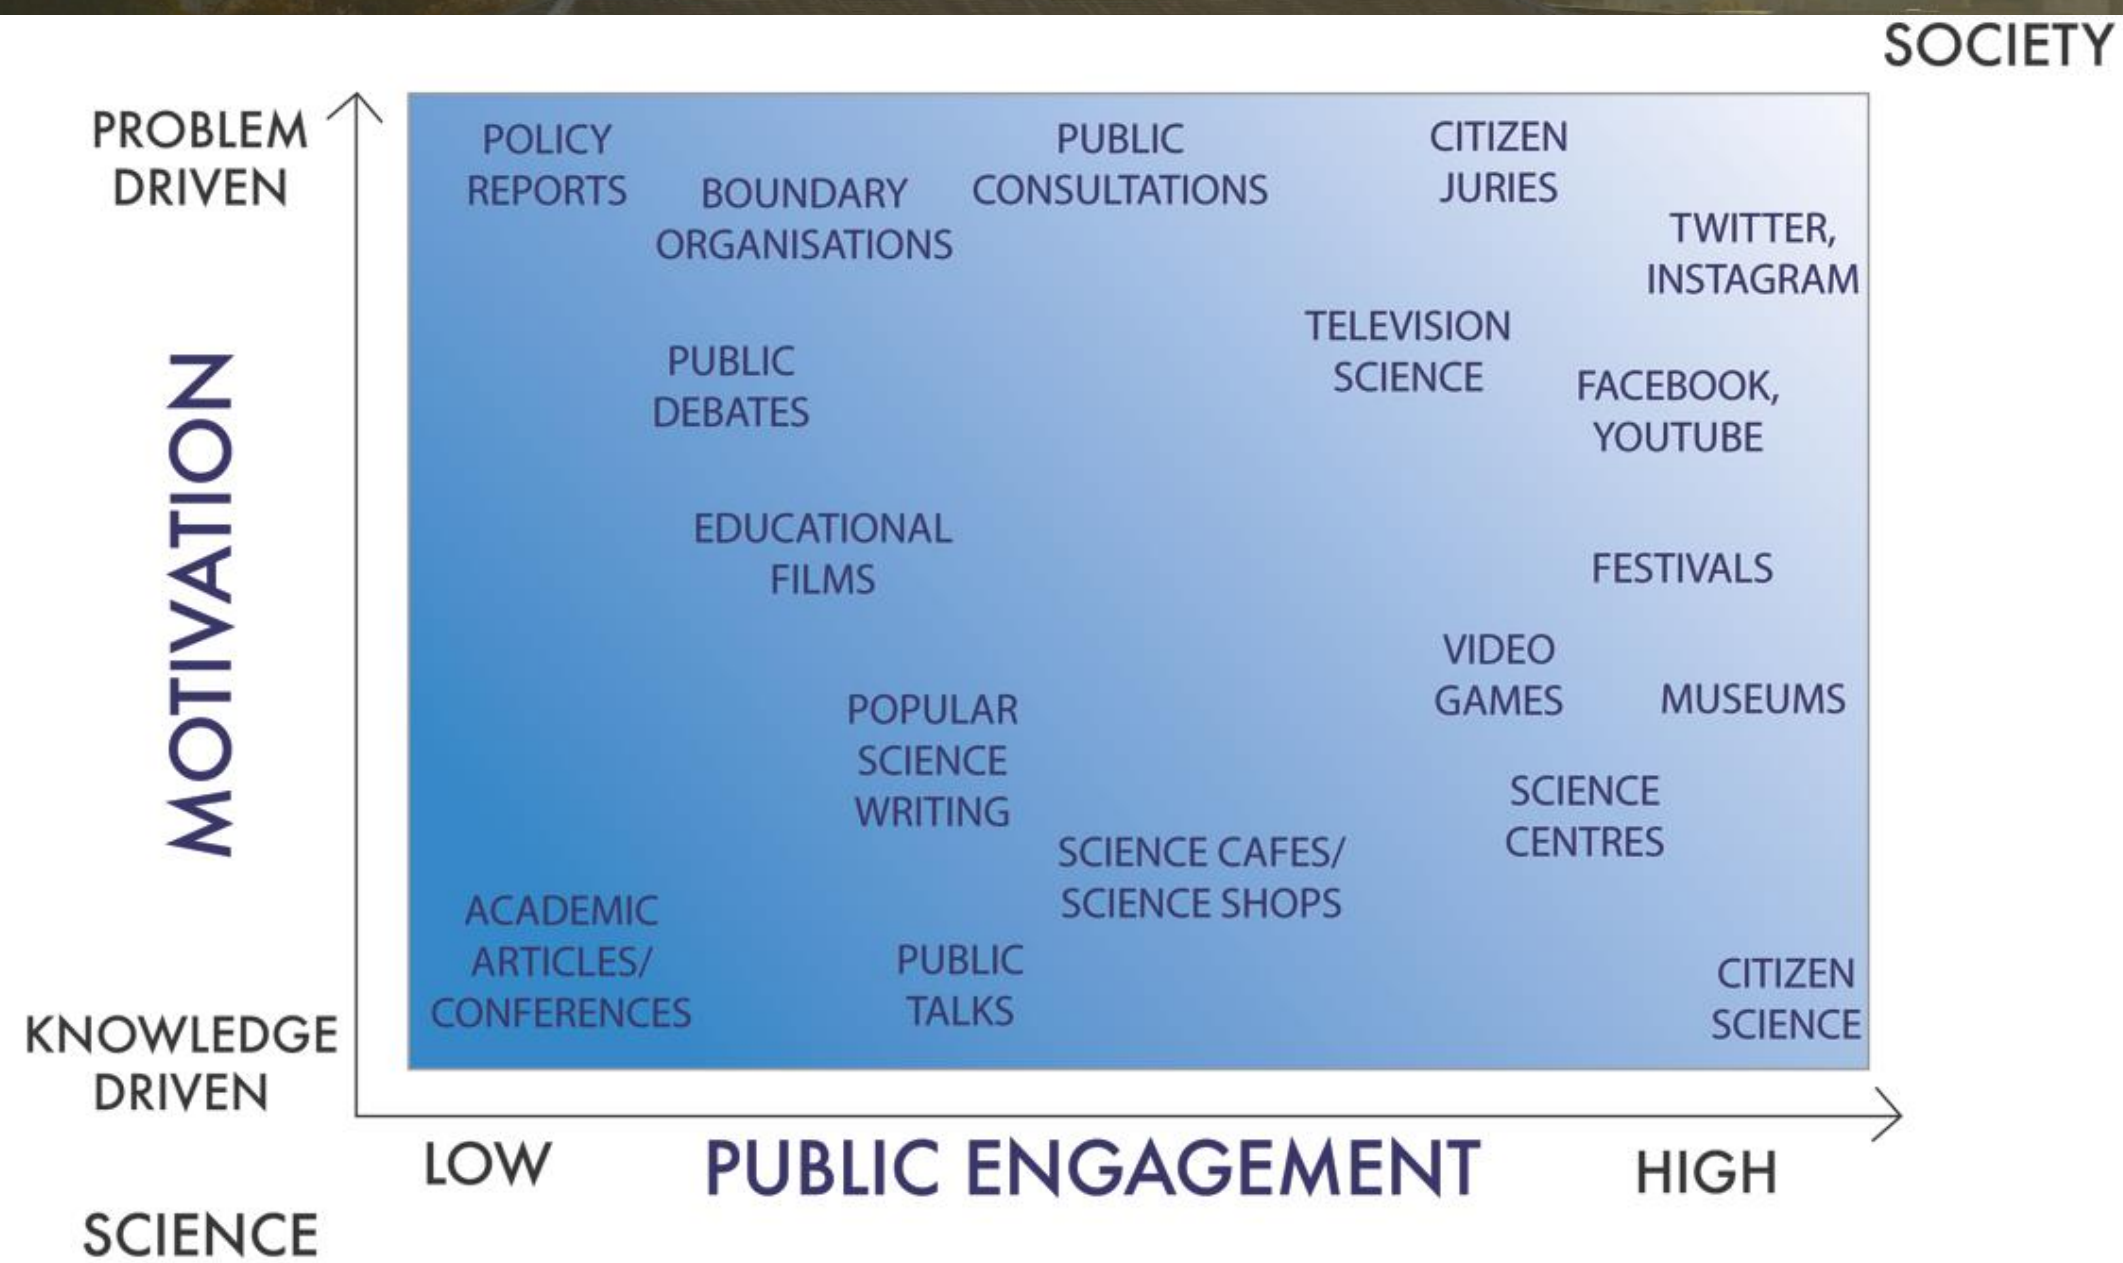 SOCIETY
PROBLEM
DRIVEN
MOTIVATION
KNOWLEDGE
DRIVEN
SCIENCE
POLICY
REPORTS
BOUNDARY
ORGANISATIONS
PUBLIC
CONSULTATIONS
CITIZEN
JURIES
TWITTER,
INSTAGRAM
PUBLIC
DEBATES
TELEVISION
SCIENCE
FACEBOOK,
YOUTUBE
EDUCATIONAL
FILMS
FESTIVALS
POPULAR
SCIENCE
WRITING
VIDEO
GAMES
MUSEUMS
SCIENCE CAFES/
SCIENCE SHOPS
SCIENCE
CENTRES
ACADEMIC
ARTICLES/
CONFERENCES
PUBLIC
TALKS
CITIZEN
SCIENCE
LOW
PUBLIC ENGAGEMENT
HIGH